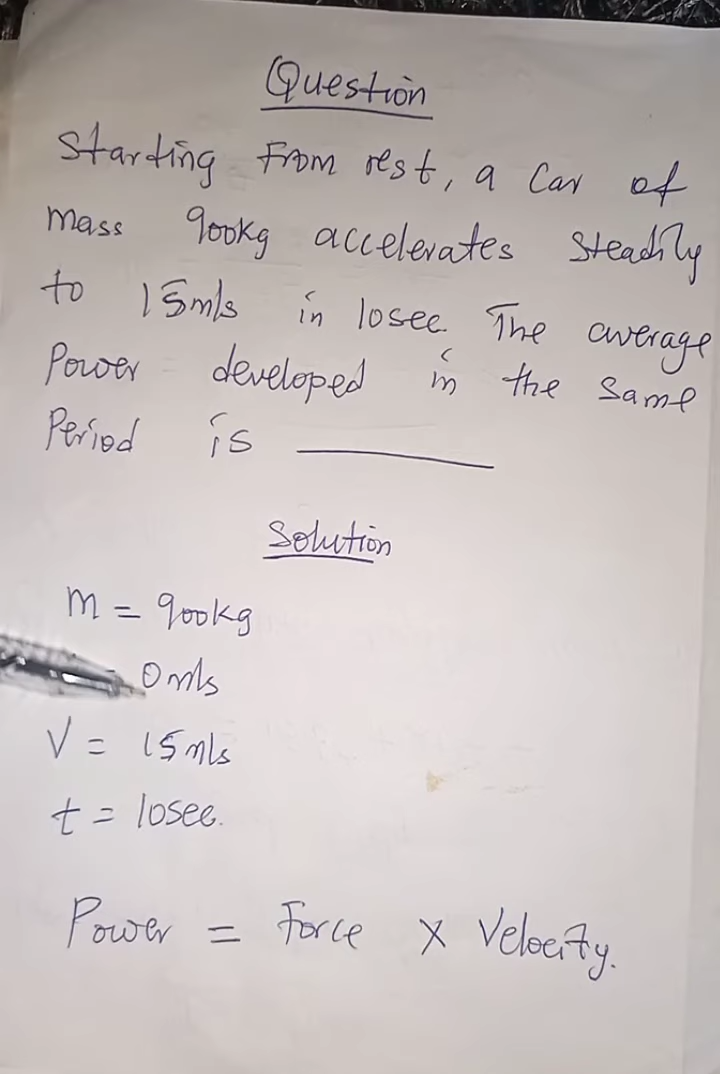 Question
Starting From rest, a Car of
mass 900kg accelerates steadily
to 15m/s in 10sec. The average
Power developed in the same
Period is ______
Solution
m = 900kg
= 0m/s
V = 15m/s
t = 10sec.
Power = Force X Velocity.